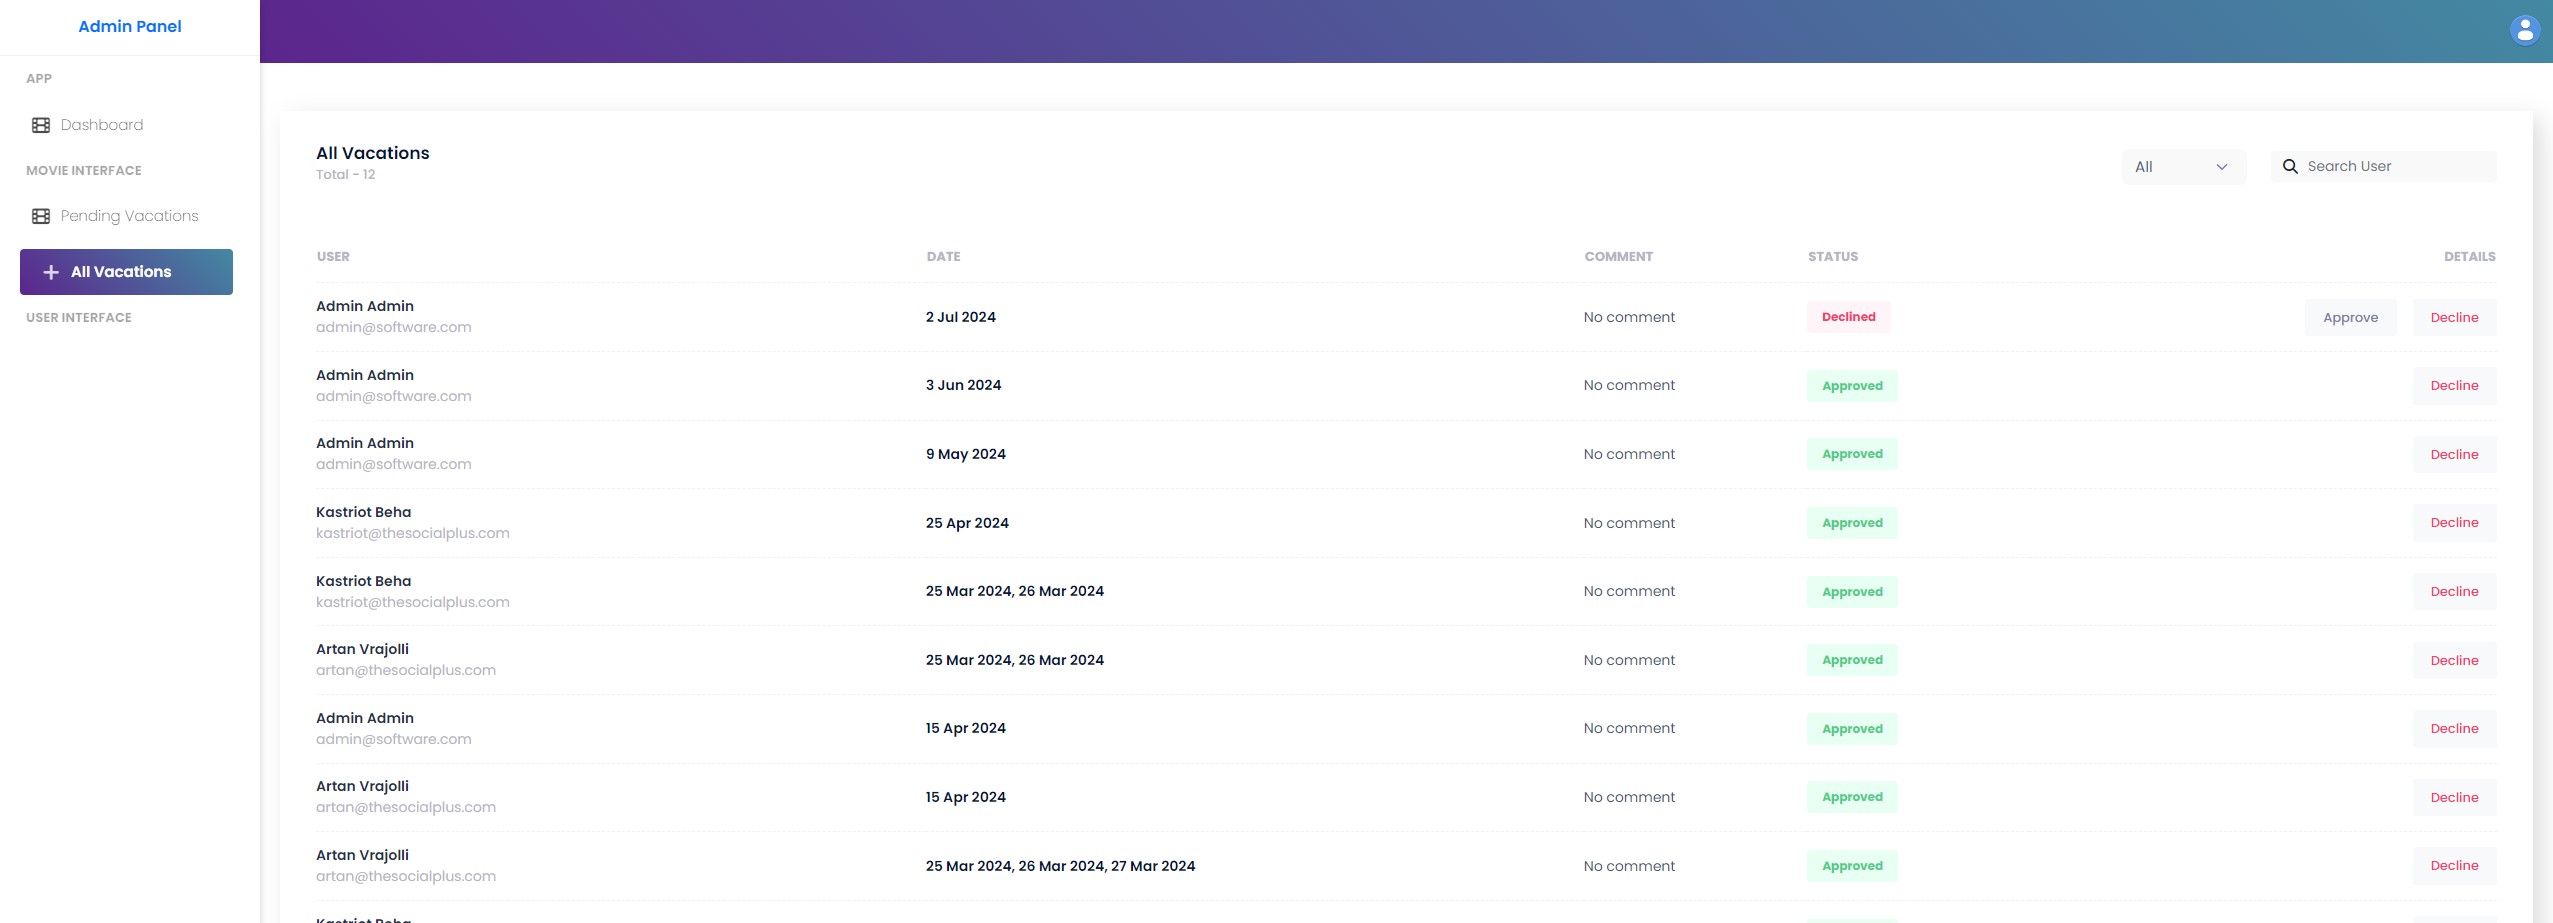 Admin Panel
APP
Dashboard
MOVIE INTERFACE
Pending Vacations
All Vacations
USER INTERFACE
All Vacations
Total - 12
All
Search User
USER DATE COMMENT STATUS DETAILS
Admin Admin
admin@software.com
2 Jul 2024 No comment Declined Approve Decline
Admin Admin
admin@software.com
3 Jun 2024 No comment Approved Decline
Admin Admin
admin@software.com
9 May 2024 No comment Approved Decline
Kastriot Beha
kastriot@thesocialplus.com
25 Apr 2024 No comment Approved Decline
Kastriot Beha
kastriot@thesocialplus.com
25 Mar 2024, 26 Mar 2024 No comment Approved Decline
Artan Vrajolli
artan@thesocialplus.com
25 Mar 2024, 26 Mar 2024 No comment Approved Decline
Admin Admin
admin@software.com
15 Apr 2024 No comment Approved Decline
Artan Vrajolli
artan@thesocialplus.com
15 Apr 2024 No comment Approved Decline
Artan Vrajolli
artan@thesocialplus.com
25 Mar 2024, 26 Mar 2024, 27 Mar 2024 No comment Approved Decline